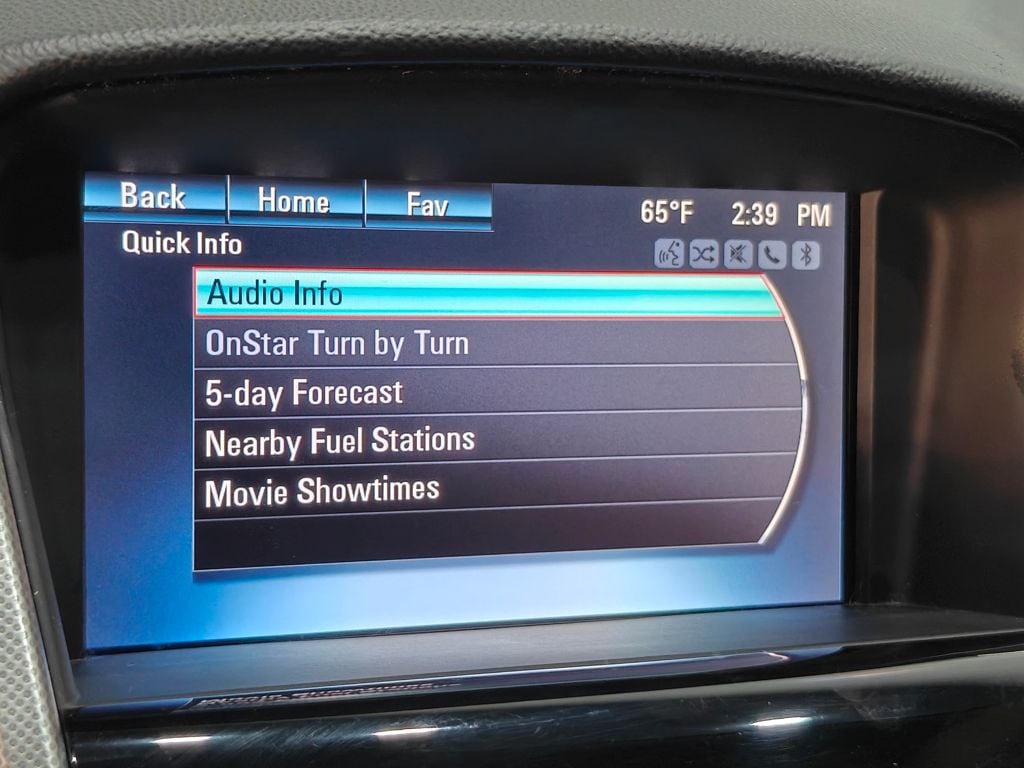 Back Home Fav 65°F 2:39 PM
Quick Info
Audio Info
OnStar Turn by Turn
5-day Forecast
Nearby Fuel Stations
Movie Showtimes